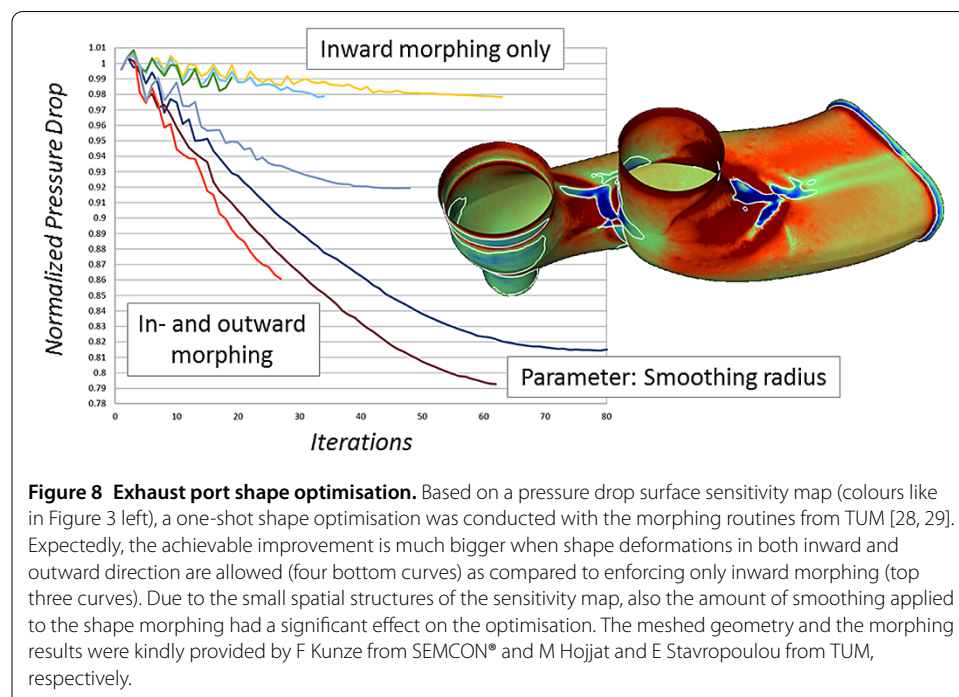 Inward morphing only
Normalized Pressure Drop
1.01
1
0.99
0.98
0.97
0.96
0.95
0.94
0.93
0.92
0.91
0.9
0.89
0.88
0.87
0.86
0.85
0.84
0.83
0.82
0.81
0.8
0.79
0.78
In- and outward
morphing
Parameter: Smoothing radius
0 10 20 30 40 50 60 70 80
Iterations
Figure 8 Exhaust port shape optimisation. Based on a pressure drop surface sensitivity map (colours like
in Figure 3 left), a one-shot shape optimisation was conducted with the morphing routines from TUM [28, 29].
Expectedly, the achievable improvement is much bigger when shape deformations in both inward and
outward direction are allowed (four bottom curves) as compared to enforcing only inward morphing (top
three curves). Due to the small spatial structures of the sensitivity map, also the amount of smoothing applied
to the shape morphing had a significant effect on the optimisation. The meshed geometry and the morphing
results were kindly provided by F Kunze from SEMCON® and M Hojjat and E Stavropoulou from TUM,
respectively.